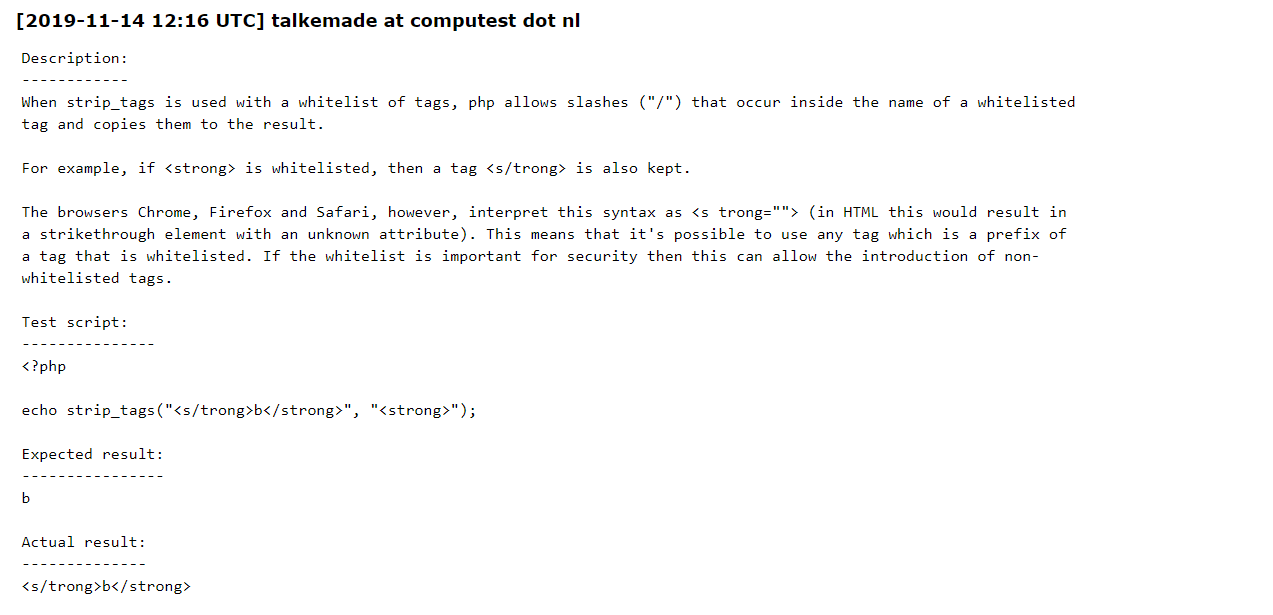 [2019-11-14 12:16 UTC] talkemade at computest dot nl
Description:
------------
When strip_tags is used with a whitelist of tags, php allows slashes ("/") that occur inside the name of a whitelisted
tag and copies them to the result.
For example, if <strong> is whitelisted, then a tag <s/trong> is also kept.
The browsers Chrome, Firefox and Safari, however, interpret this syntax as <s trong=""> (in HTML this would result in
a strikethrough element with an unknown attribute). This means that it's possible to use any tag which is a prefix of
a tag that is whitelisted. If the whitelist is important for security then this can allow the introduction of non-
whitelisted tags.
Test script:
---------------
<?php
echo strip_tags("<s/trong>b</strong>", "<strong>");
Expected result:
----------------
b
Actual result:
--------------
<s/trong>b</strong>